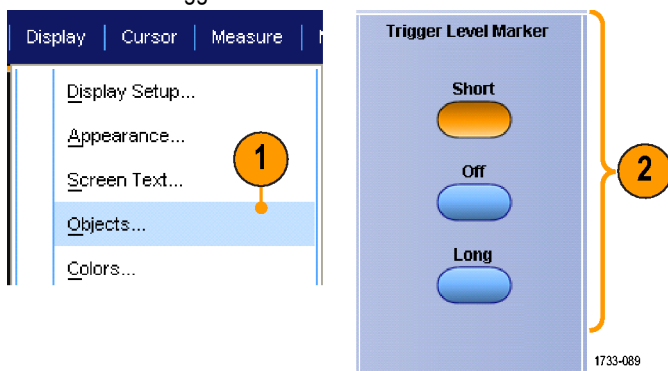 Display | Cursor | Measure |
Display Setup...
Appearance...
Screen Text...
Objects...
Colors...
1
Trigger Level Marker
Short
Off
Long
2
1733-089